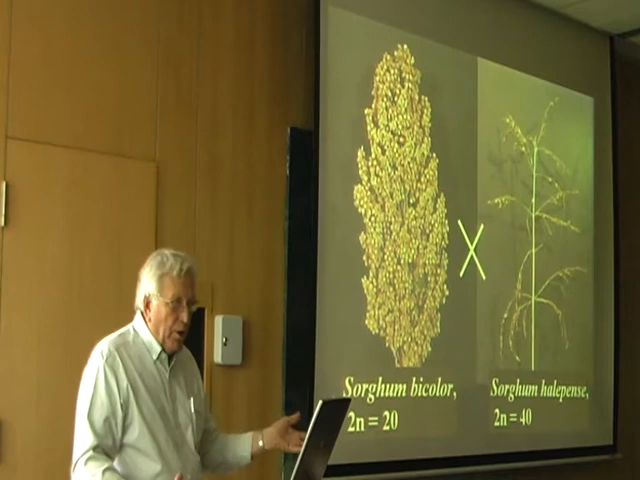 X
Sorghum bicolor,
2n = 20
Sorghum halepense,
2n = 40